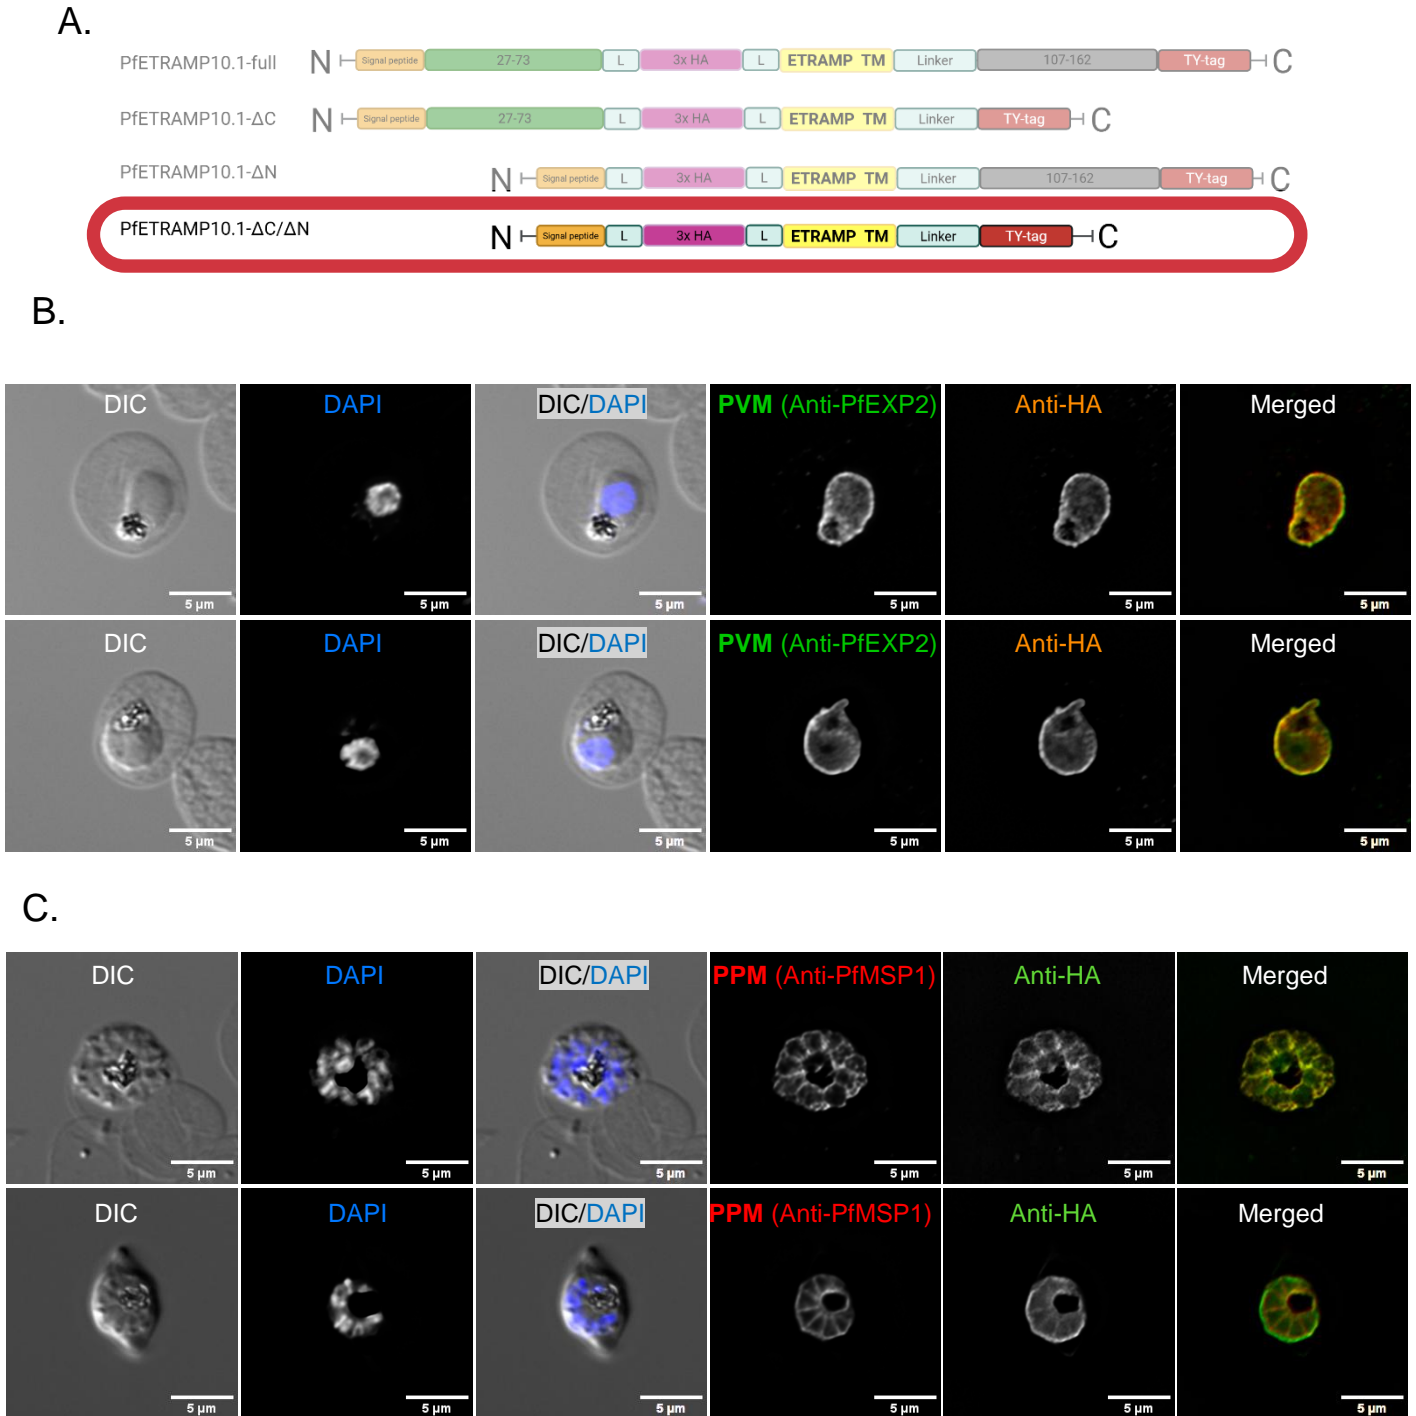 A.
PfETRAMP10.1-full N Signal peptide 27-73 L 3x HA L ETRAMP TM Linker 107-162 TY-tag C
PfETRAMP10.1-ΔC N Signal peptide 27-73 L 3x HA L ETRAMP TM Linker TY-tag C
PfETRAMP10.1-ΔN N Signal peptide L 3x HA L ETRAMP TM Linker 107-162 TY-tag C
PfETRAMP10.1-ΔC/ΔN N Signal peptide L 3x HA L ETRAMP TM Linker TY-tag C
B.
DIC DAPI DIC/DAPI PVM (Anti-PfEXP2) Anti-HA Merged
5 µm 5 µm 5 µm 5 µm 5 µm 5 µm
DIC DAPI DIC/DAPI PVM (Anti-PfEXP2) Anti-HA Merged
5 µm 5 µm 5 µm 5 µm 5 µm 5 µm
C.
DIC DAPI DIC/DAPI PPM (Anti-PfMSP1) Anti-HA Merged
5 µm 5 µm 5 µm 5 µm 5 µm 5 µm
DIC DAPI DIC/DAPI PPM (Anti-PfMSP1) Anti-HA Merged
5 µm 5 µm 5 µm 5 µm 5 µm 5 µm